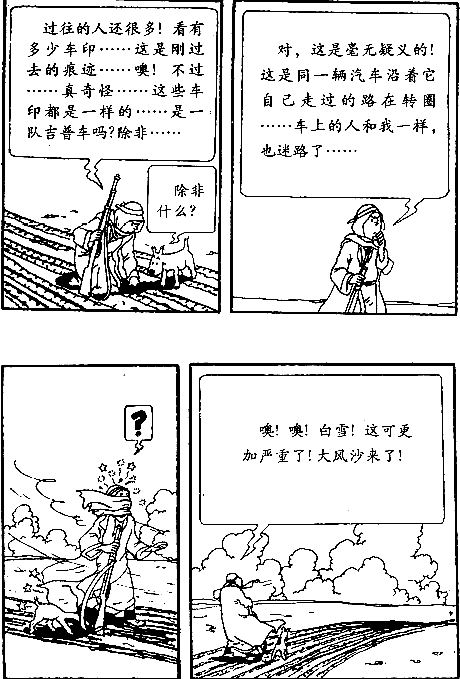 过往的人还很多！看有
多少车印……这是刚过
去的痕迹……噢！不过
……真奇怪……这些车
印都是一样的……是一
队吉普车吗？除非……
除非
什么？
对，这是毫无疑义的！
这是同一辆汽车沿着它
自己走过的路在转圈
……车上的人和我一样，
也迷路了……
?
噢！噢！白雪！这可更
加严重了！大风沙来了！